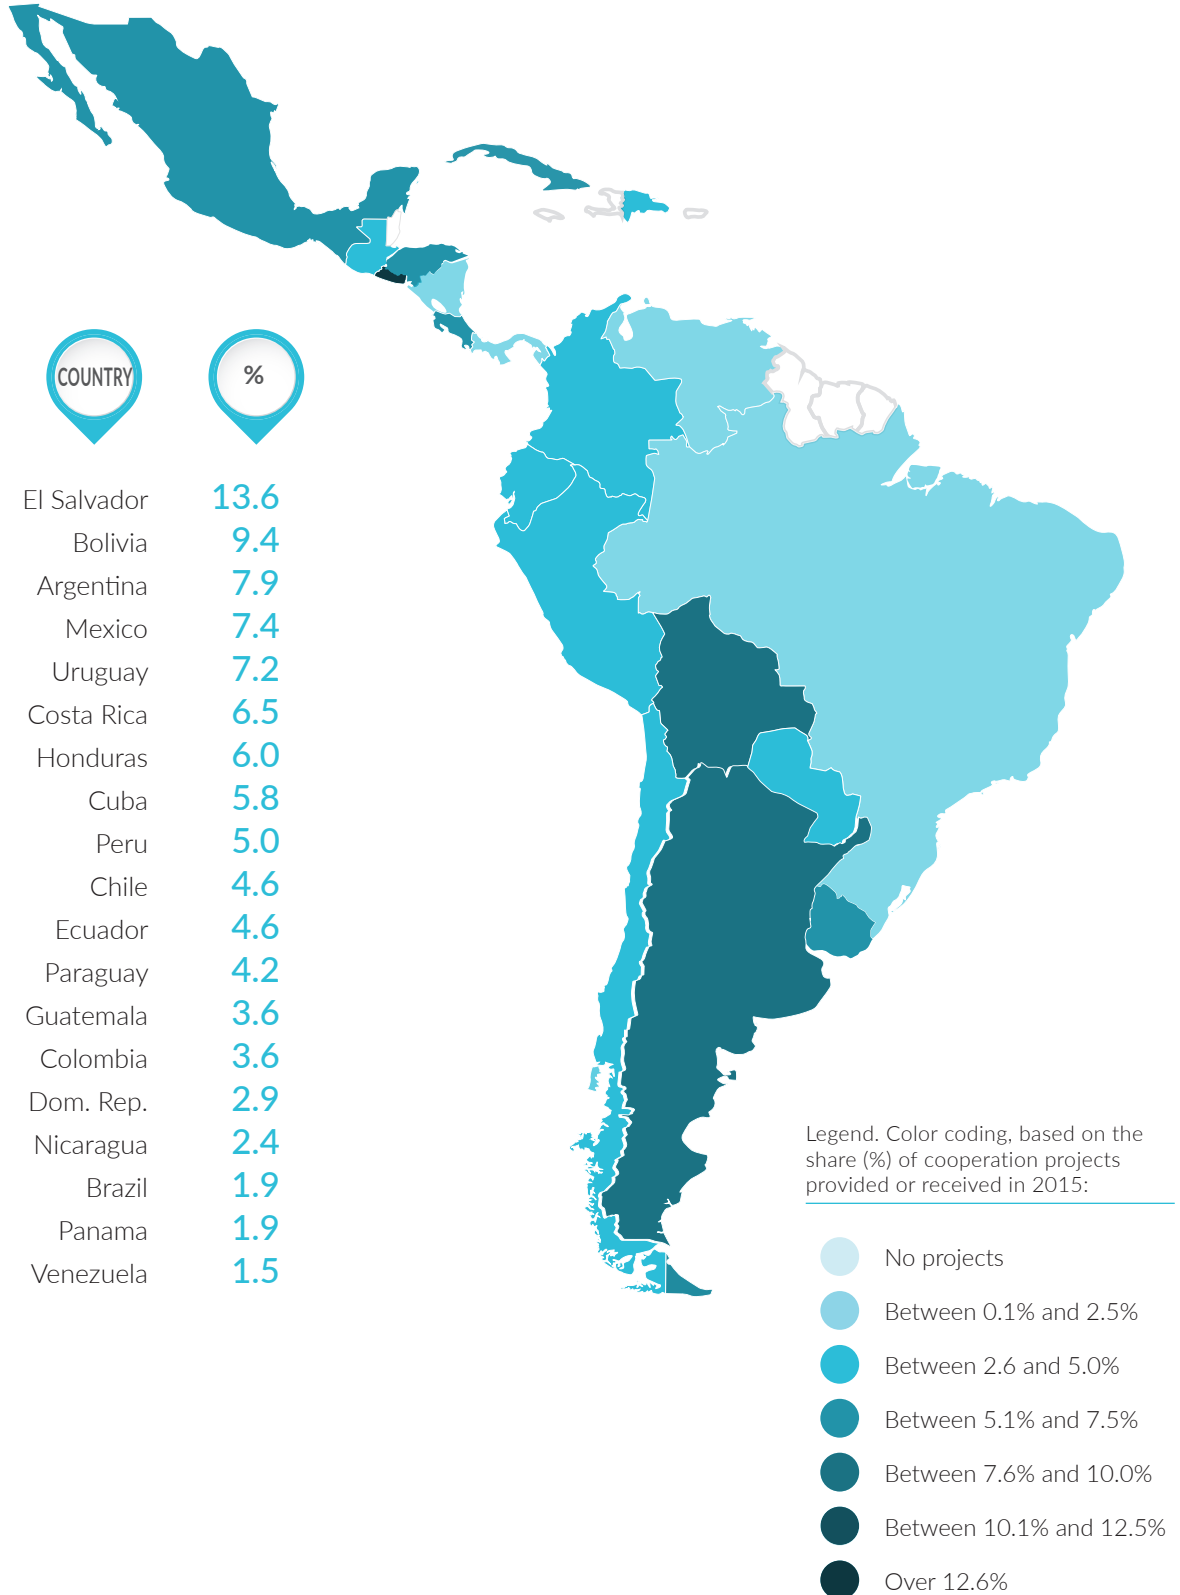 COUNTRY %
El Salvador 13.6
Bolivia 9.4
Argentina 7.9
Mexico 7.4
Uruguay 7.2
Costa Rica 6.5
Honduras 6.0
Cuba 5.8
Peru 5.0
Chile 4.6
Ecuador 4.6
Paraguay 4.2
Guatemala 3.6
Colombia 3.6
Dom. Rep. 2.9
Nicaragua 2.4
Brazil 1.9
Panama 1.9
Venezuela 1.5
Legend. Color coding, based on the
share (%) of cooperation projects
provided or received in 2015:
No projects
Between 0.1% and 2.5%
Between 2.6 and 5.0%
Between 5.1% and 7.5%
Between 7.6% and 10.0%
Between 10.1% and 12.5%
Over 12.6%